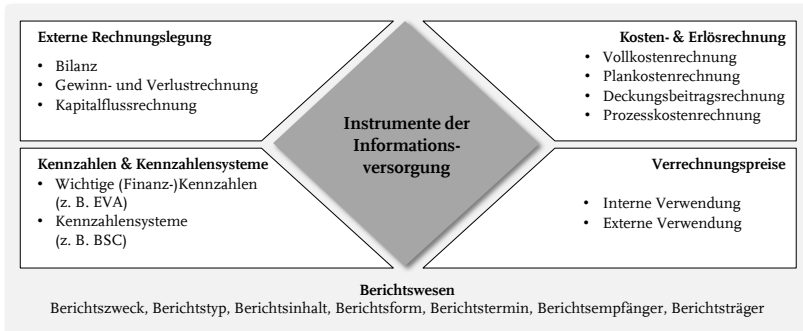 Externe Rechnungslegung
• Bilanz
• Gewinn- und Verlustrechnung
• Kapitalflussrechnung
Kosten- & Erlösrechnung
• Vollkostenrechnung
• Plankostenrechnung
• Deckungsbeitragsrechnung
• Prozesskostenrechnung
Instrumente der
Informations-
versorgung
Kennzahlen & Kennzahlensysteme
• Wichtige (Finanz-)Kennzahlen
(z. B. EVA)
• Kennzahlensysteme
(z. B. BSC)
Verrechnungspreise
• Interne Verwendung
• Externe Verwendung
Berichtswesen
Berichtszweck, Berichtstyp, Berichtsinhalt, Berichtsform, Berichtstermin, Berichtsempfänger, Berichtsträger